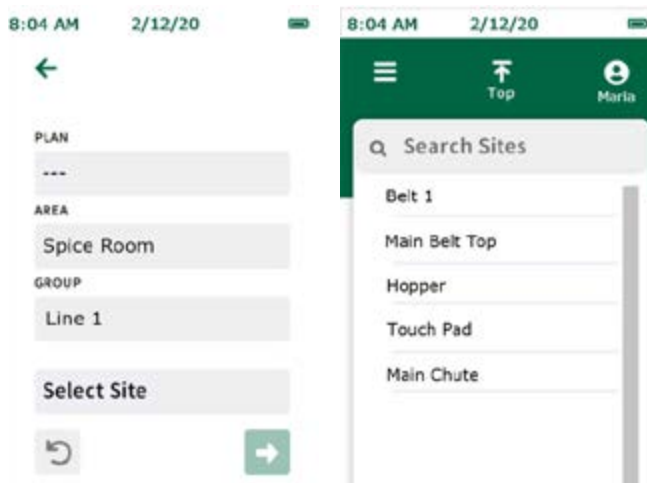 8:04 AM 2/12/20
PLAN
---
AREA
Spice Room
GROUP
Line 1
Select Site
8:04 AM 2/12/20
Top
Maria
Search Sites
Belt 1
Main Belt Top
Hopper
Touch Pad
Main Chute